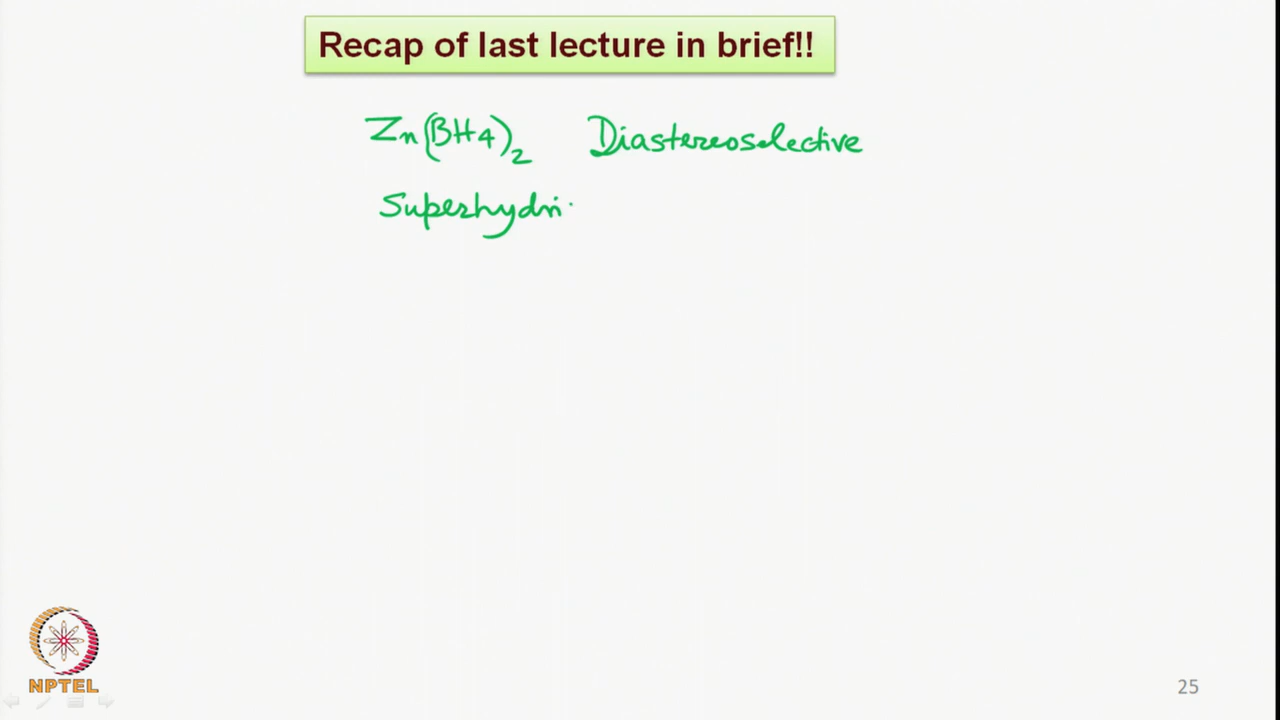 Recap of last lecture in brief!!
Zn(BH4)2 Diastereoselective
Superhydri
NPTEL
25